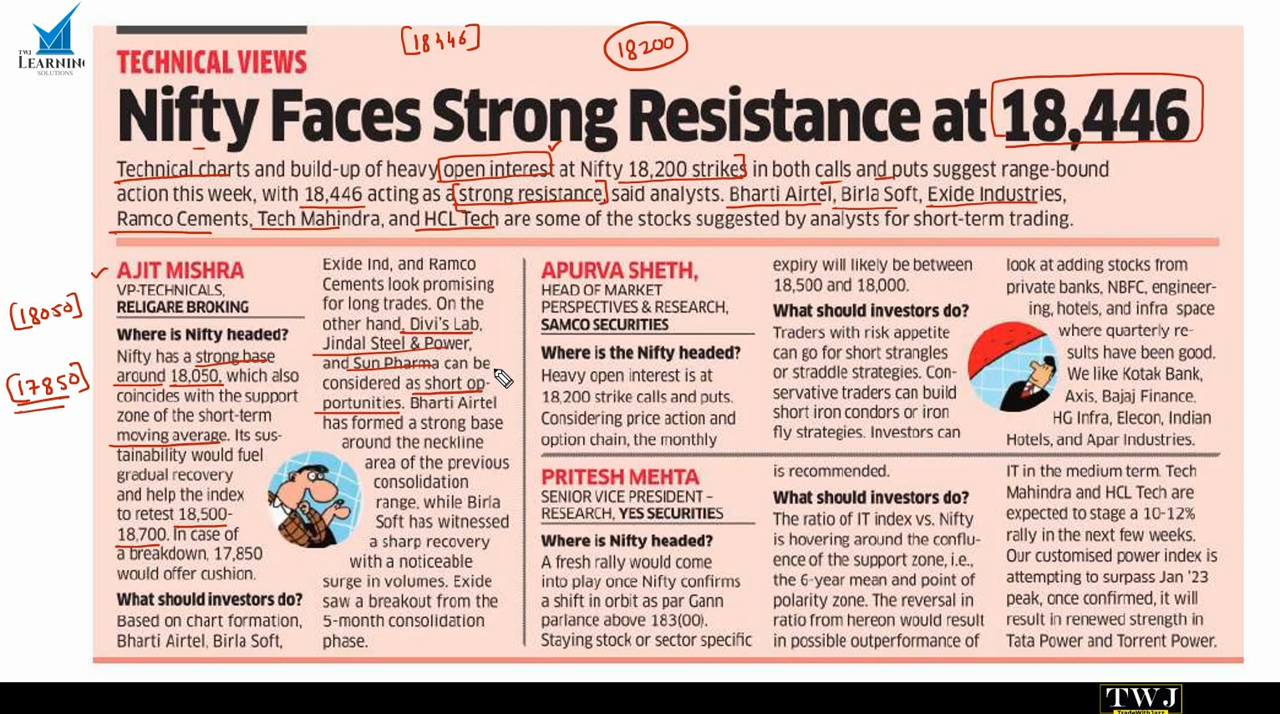 TWJ
LEARNING
SOLUTIONS
[18446]
18200
TECHNICAL VIEWS
Nifty Faces Strong Resistance at 18,446
Technical charts and build-up of heavy open interest at Nifty 18,200 strikes in both calls and puts suggest range-bound
action this week, with 18,446 acting as a strong resistance, said analysts. Bharti Airtel, Birla Soft, Exide Industries,
Ramco Cements, Tech Mahindra, and HCL Tech are some of the stocks suggested by analysts for short-term trading.
[18050]
[17850]
AJIT MISHRA
VP-TECHNICALS,
RELIGARE BROKING
Where is Nifty headed?
Nifty has a strong base
around 18,050, which also
coincides with the support
zone of the short-term
moving average. Its sus-
tainability would fuel
gradual recovery
and help the index
to retest 18,500-
18,700. In case of
a breakdown, 17,850
would offer cushion.
What should investors do?
Based on chart formation,
Bharti Airtel, Birla Soft,
Exide Ind, and Ramco
Cements look promising
for long trades. On the
other hand, Divi's Lab,
Jindal Steel & Power,
and Sun Pharma can be
considered as short op-
portunities. Bharti Airtel
has formed a strong base
around the neckline
area of the previous
consolidation
range, while Birla
Soft has witnessed
a sharp recovery
with a noticeable
surge in volumes. Exide
saw a breakout from the
5-month consolidation
phase.
APURVA SHETH,
HEAD OF MARKET
PERSPECTIVES & RESEARCH,
SAMCO SECURITIES
Where is the Nifty headed?
Heavy open interest is at
18,200 strike calls and puts.
Considering price action and
option chain, the monthly
expiry will likely be between
18,500 and 18,000.
What should investors do?
Traders with risk appetite
can go for short strangles
or straddle strategies. Con-
servative traders can build
short iron condors or iron
fly strategies. Investors can
look at adding stocks from
private banks, NBFC, engineer-
ing, hotels, and infra space
where quarterly re-
sults have been good.
We like Kotak Bank,
Axis, Bajaj Finance,
HG Infra, Elecon, Indian
Hotels, and Apar Industries.
PRITESH MEHTA
SENIOR VICE PRESIDENT –
RESEARCH, YES SECURITIES
Where is Nifty headed?
A fresh rally would come
into play once Nifty confirms
a shift in orbit as par Gann
parlance above 183(00).
Staying stock or sector specific
is recommended.
What should investors do?
The ratio of IT index vs. Nifty
is hovering around the conflu-
ence of the support zone, i.e.,
the 6-year mean and point of
polarity zone. The reversal in
ratio from hereon would result
in possible outperformance of
IT in the medium term. Tech
Mahindra and HCL Tech are
expected to stage a 10-12%
rally in the next few weeks.
Our customised power index is
attempting to surpass Jan '23
peak, once confirmed, it will
result in renewed strength in
Tata Power and Torrent Power.
TWJ
TradeWithJazz